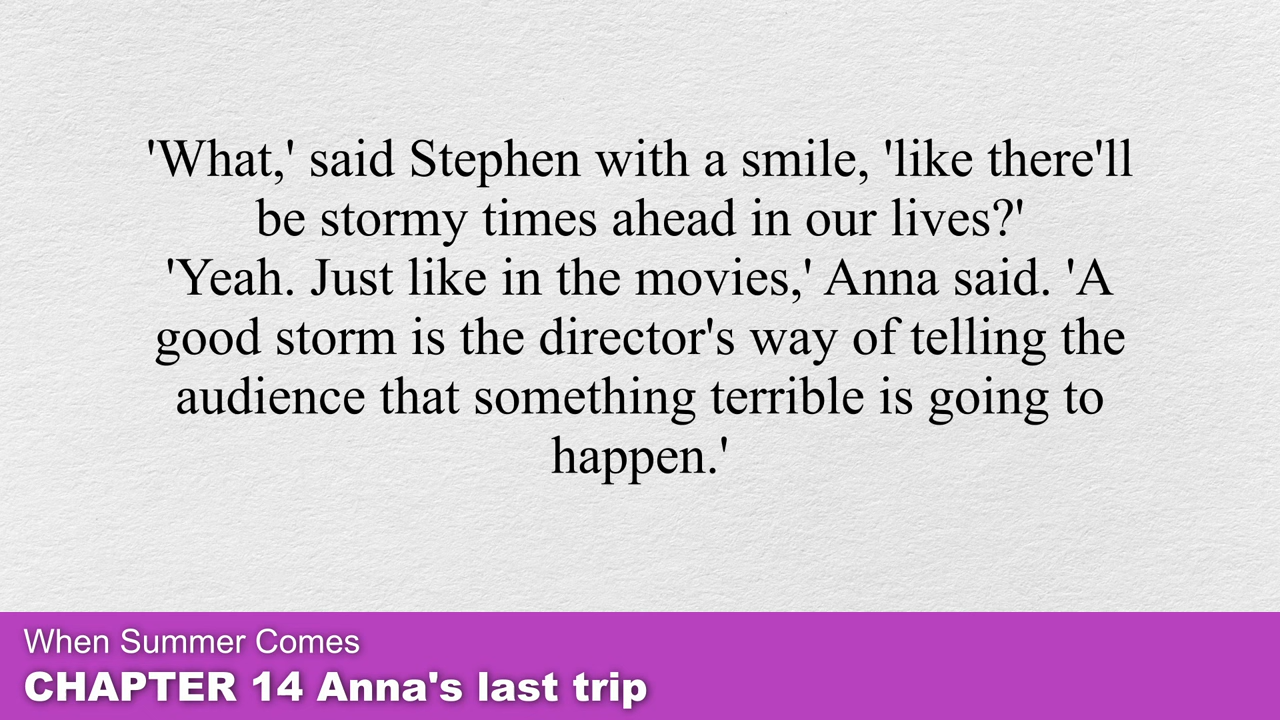 'What,' said Stephen with a smile, 'like there'll
be stormy times ahead in our lives?'
'Yeah. Just like in the movies,' Anna said. 'A
good storm is the director's way of telling the
audience that something terrible is going to
happen.'
When Summer Comes
CHAPTER 14 Anna's last trip